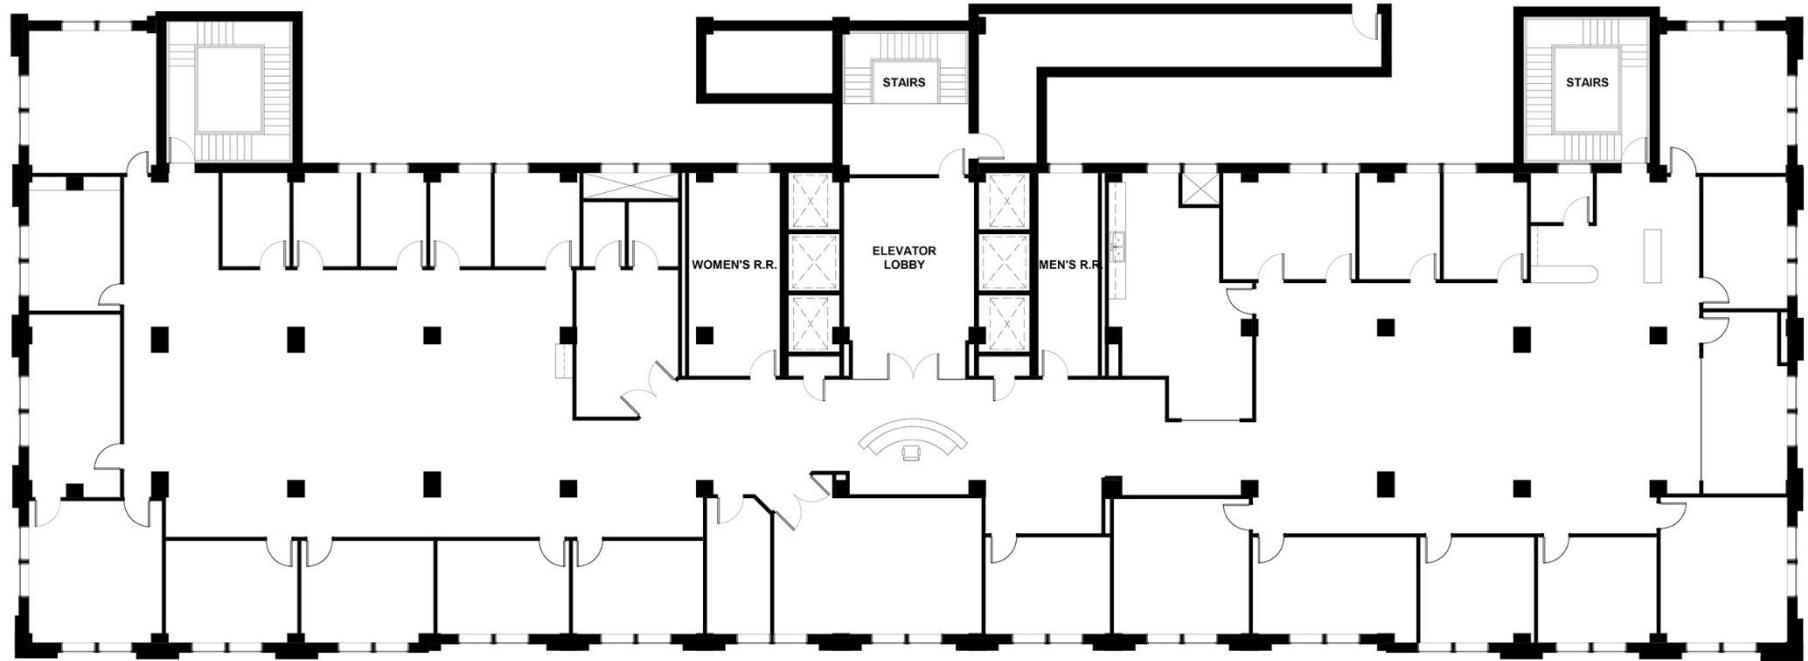 STAIRS
STAIRS
ELEVATOR
LOBBY
WOMEN'S R.R.
MEN'S R.R.